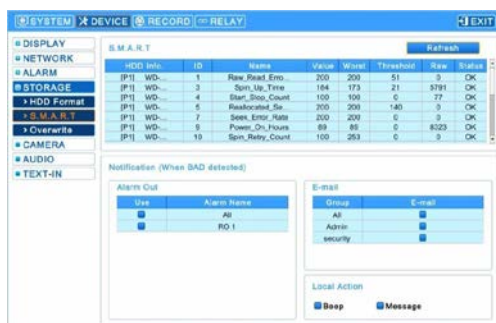 SYSTEM DEVICE RECORD RELAY EXIT
DISPLAY
NETWORK
ALARM
STORAGE
HDD Format
S.M.A.R.T
Overwrite
CAMERA
AUDIO
TEXT-IN
S.M.A.R.T Refresh
HDD Info. ID Name Value Worst Threshold Raw Status
[P1] WD-... 1 Raw_Read_Erro... 200 200 51 0 OK
[P1] WD-... 3 Spin_Up_Time 184 173 21 5791 OK
[P1] WD-... 4 Start_Stop_Count 100 100 0 77 OK
[P1] WD-... 5 Reallocated_Se... 200 200 140 0 OK
[P1] WD-... 7 Seek_Error_Rate 200 200 0 0 OK
[P1] WD-... 9 Power_On_Hours 89 89 0 8323 OK
[P1] WD-... 10 Spin_Retry_Count 100 253 0 0 OK
Notification (When BAD detected)
Alarm Out
Use Alarm Name
All
RO 1
E-mail
Group E-mail
All
Admin
security
Local Action
Beep Message